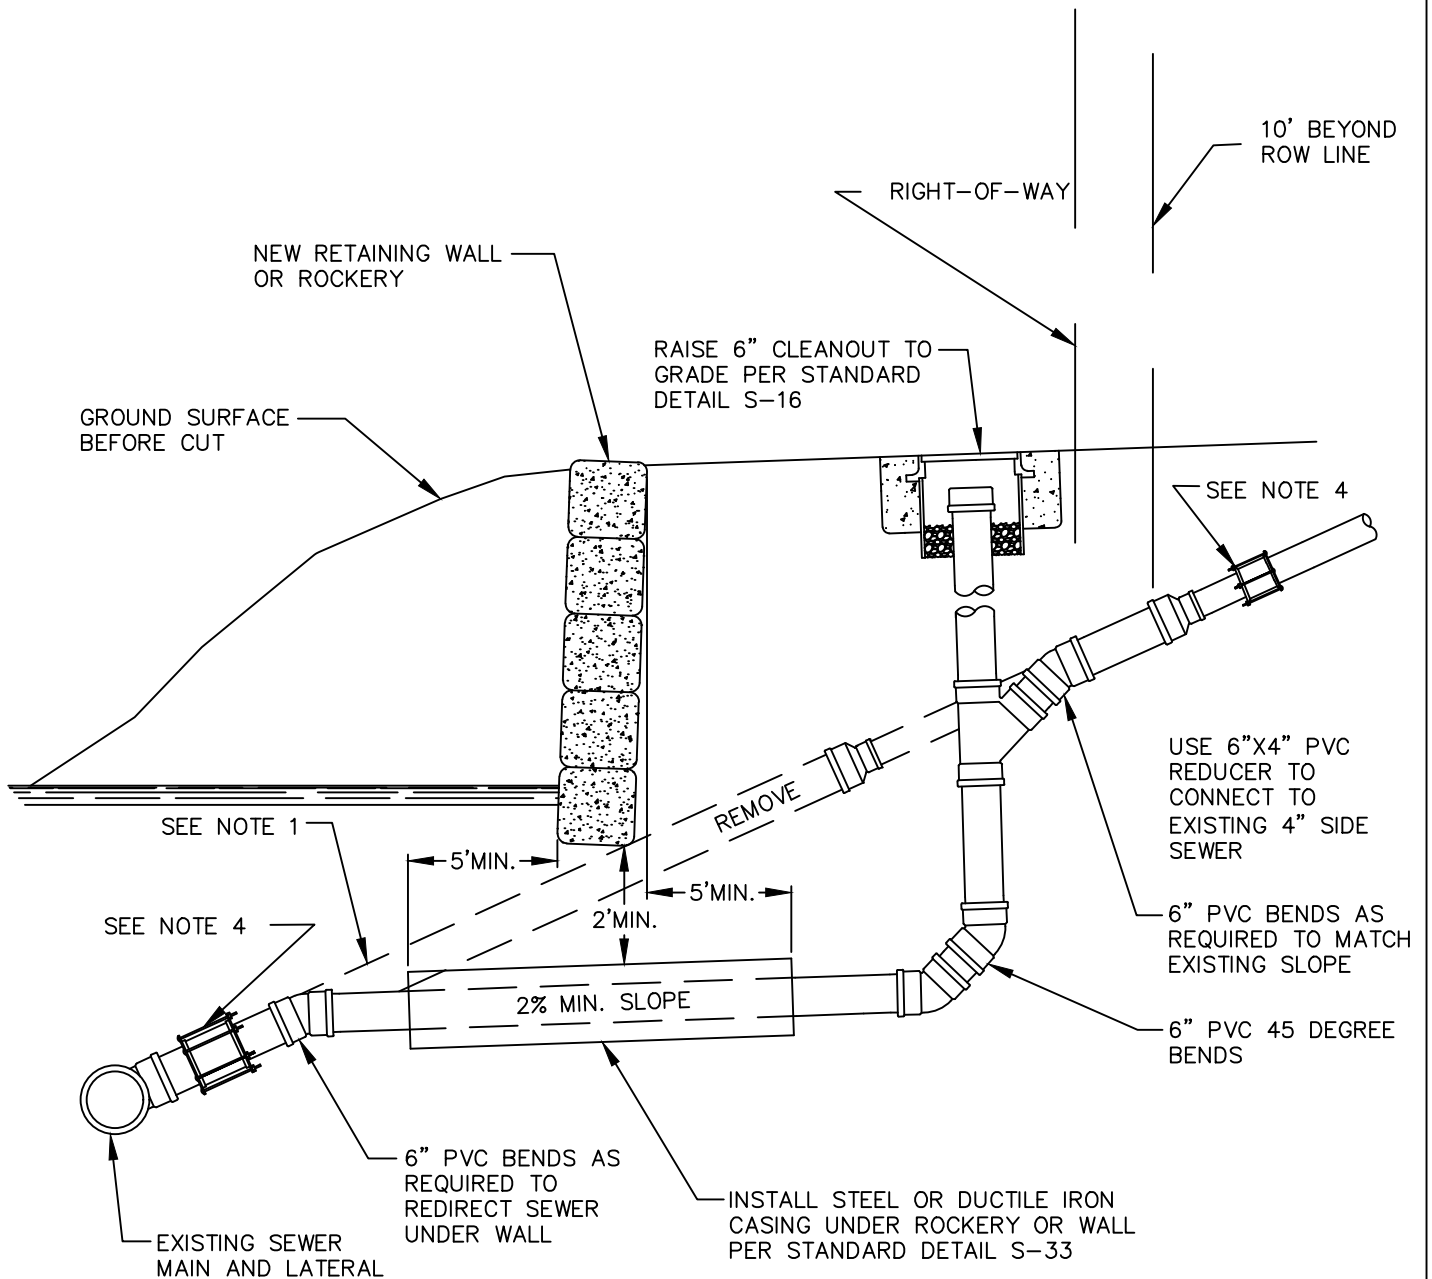 10' BEYOND
ROW LINE
RIGHT-OF-WAY
NEW RETAINING WALL
OR ROCKERY
RAISE 6" CLEANOUT TO
GRADE PER STANDARD
DETAIL S-16
GROUND SURFACE
BEFORE CUT
SEE NOTE 4
USE 6"X4" PVC
REDUCER TO
CONNECT TO
EXISTING 4" SIDE
SEWER
REMOVE
SEE NOTE 1
5'MIN.
5'MIN.
2'MIN.
SEE NOTE 4
6" PVC BENDS AS
REQUIRED TO MATCH
EXISTING SLOPE
2% MIN. SLOPE
6" PVC 45 DEGREE
BENDS
6" PVC BENDS AS
REQUIRED TO
REDIRECT SEWER
UNDER WALL
INSTALL STEEL OR DUCTILE IRON
CASING UNDER ROCKERY OR WALL
PER STANDARD DETAIL S-33
EXISTING SEWER
MAIN AND LATERAL